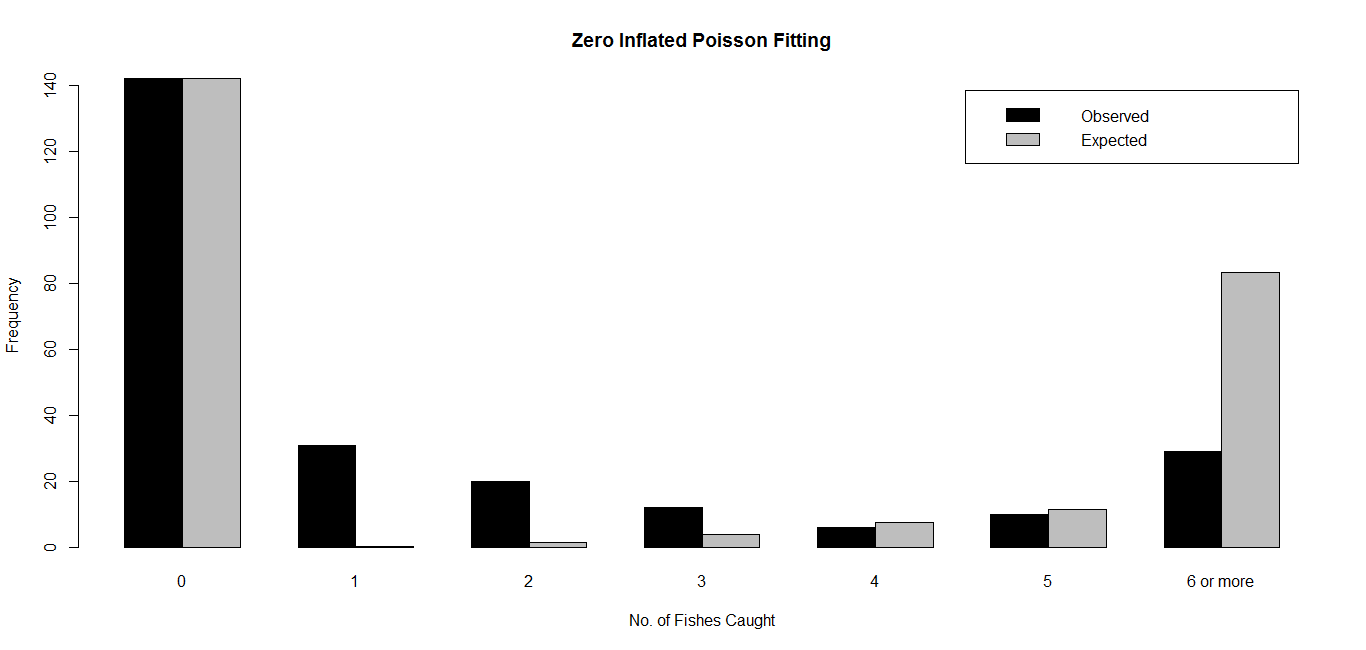 Zero Inflated Poisson Fitting
Observed
Expected
Frequency
140
120
100
80
60
40
20
0
0 1 2 3 4 5 6 or more
No. of Fishes Caught